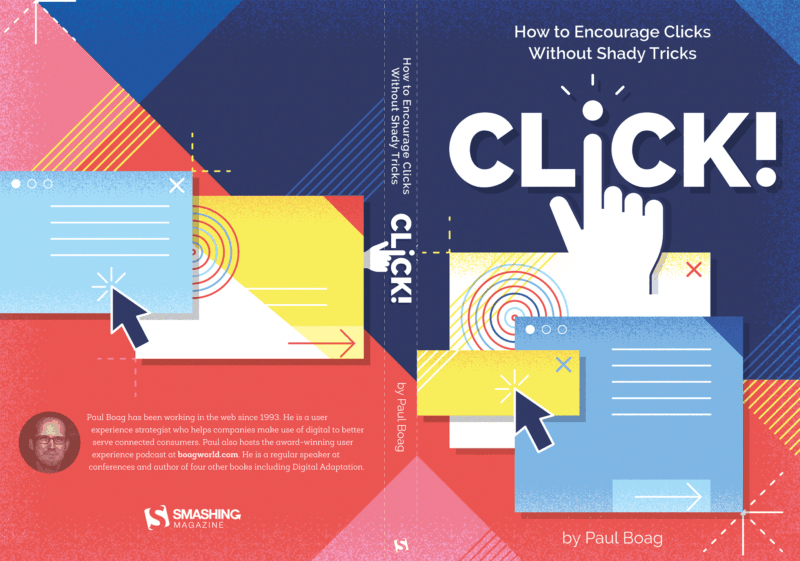 Paul Boag has been working in the web since 1993. He is a user
experience strategist who helps companies make use of digital to better
serve connected consumers. Paul also hosts the award-winning user
experience podcast at boagworld.com. He is a regular speaker at
conferences and author of four other books including Digital Adaptation.
SMASHING
MAGAZINE
How to Encourage Clicks
Without Shady Tricks
CLiCK!
by Paul Boag
How to Encourage Clicks
Without Shady Tricks
CLiCK!
by Paul Boag